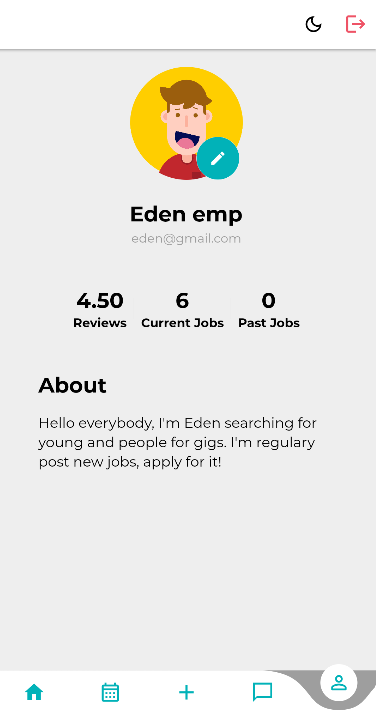 Eden emp
eden@gmail.com
4.50 6 0
Reviews Current Jobs Past Jobs
About
Hello everybody, I'm Eden searching for
young and people for gigs. I'm regulary
post new jobs, apply for it!